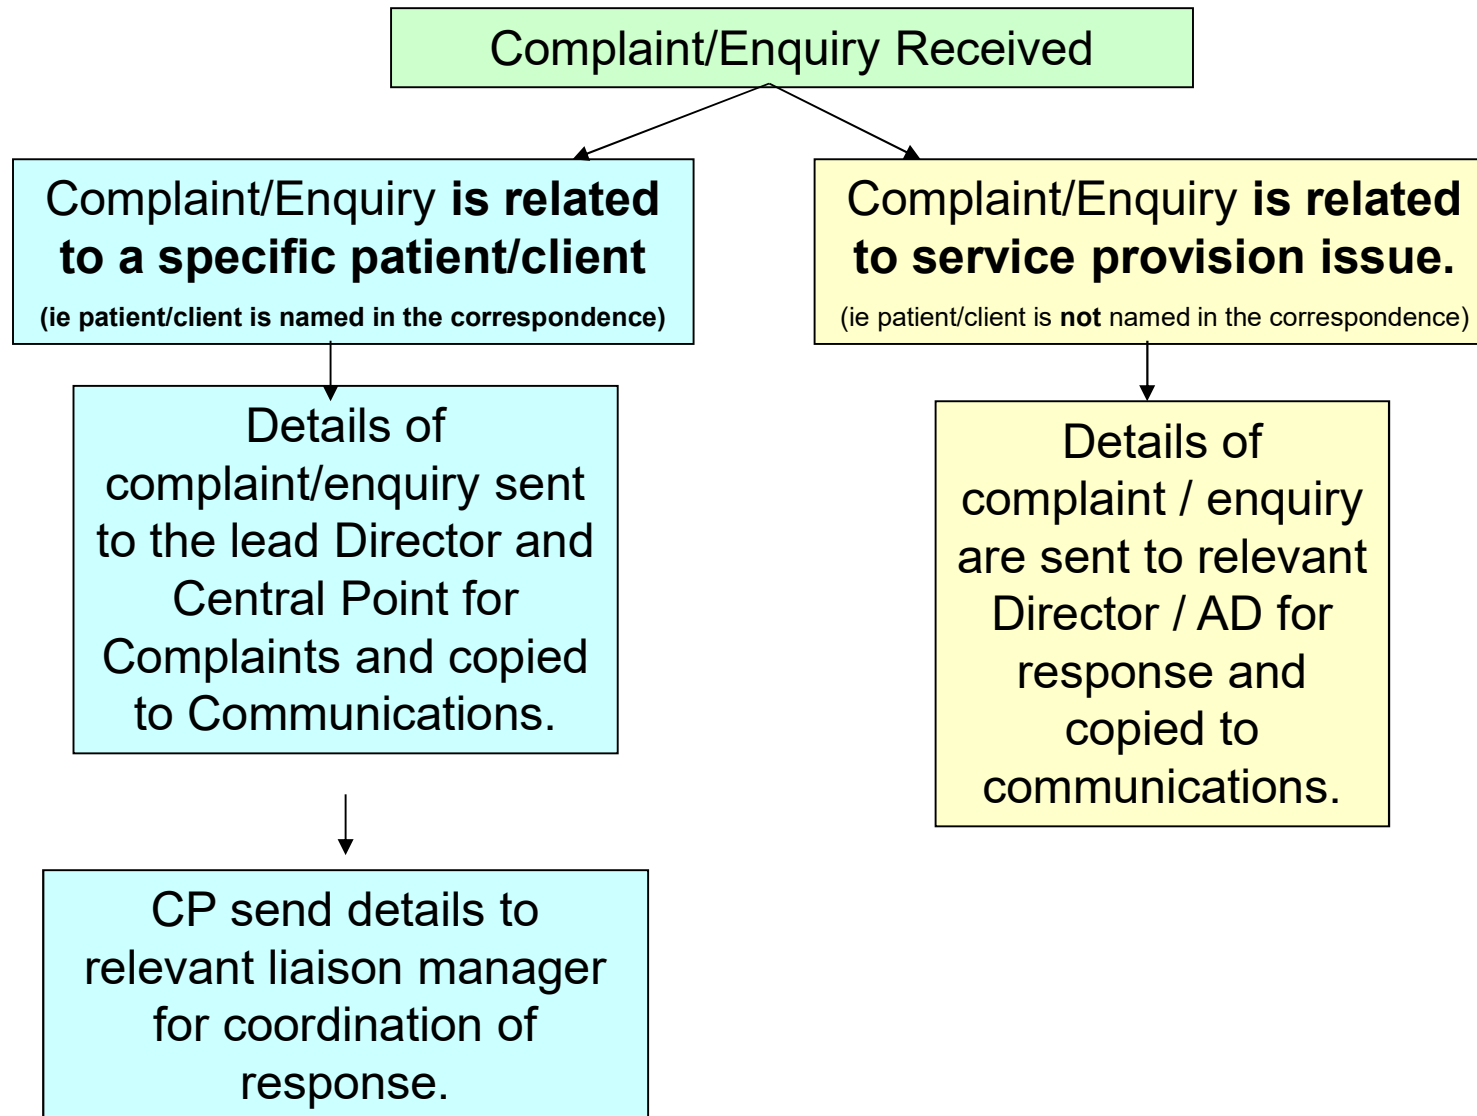 Complaint/Enquiry Received
Complaint/Enquiry is related
to a specific patient/client
(ie patient/client is named in the correspondence)
Complaint/Enquiry is related
to service provision issue.
(ie patient/client is not named in the correspondence)
Details of
complaint/enquiry sent
to the lead Director and
Central Point for
Complaints and copied
to Communications.
Details of
complaint / enquiry
are sent to relevant
Director / AD for
response and
copied to
communications.
CP send details to
relevant liaison manager
for coordination of
response.